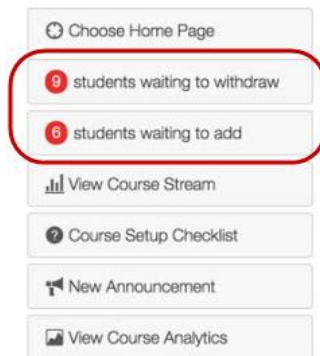 Choose Home Page
9 students waiting to withdraw
6 students waiting to add
View Course Stream
Course Setup Checklist
New Announcement
View Course Analytics